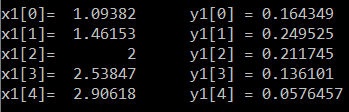 x1[0]=  1.09382     y1[0] = 0.164349
x1[1]=  1.46153     y1[1] = 0.249525
x1[2]=        2     y1[2] = 0.211745
x1[3]=  2.53847     y1[3] = 0.136101
x1[4]=  2.90618     y1[4] = 0.0576457